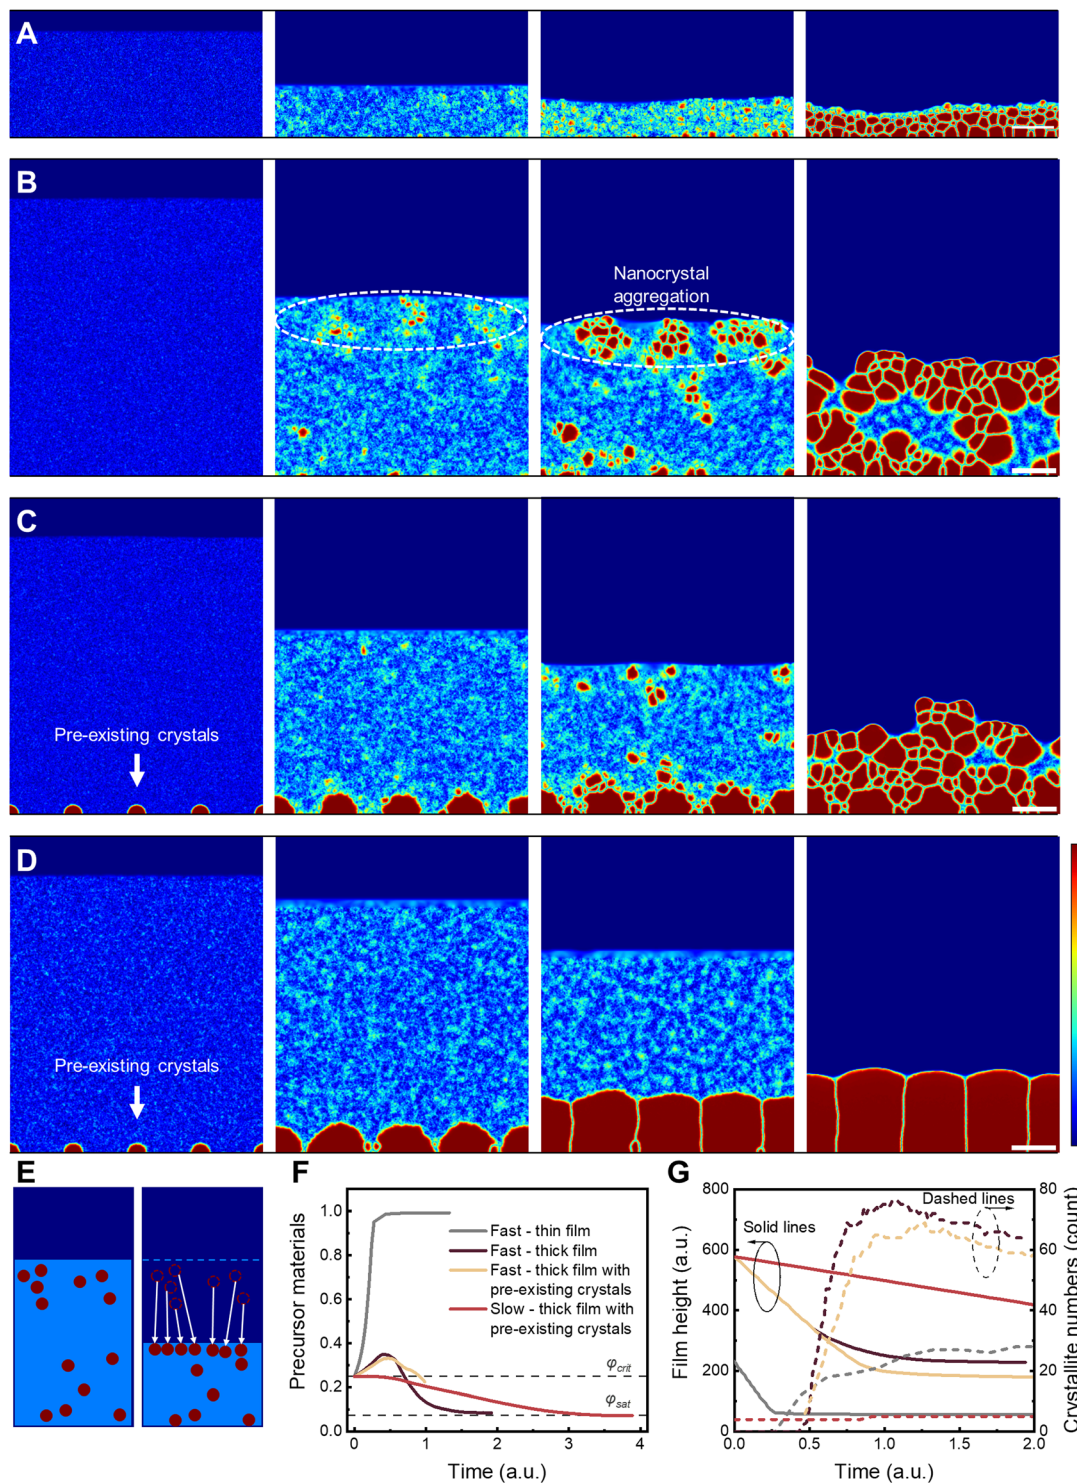 A
B
Nanocrystal
aggregation
C
Pre-existing crystals
D
Pre-existing crystals
E
F
Precursor materials
1.0
0.8
0.6
0.4
0.2
0.0
Fast - thin film
Fast - thick film
Fast - thick film with
pre-existing crystals
Slow - thick film with
pre-existing crystals
φcrit
φsat
0 1 2 3 4
Time (a.u.)
G
Film height (a.u.)
800
600
400
200
0
Solid lines
Dashed lines
80
60
40
20
0
Crystallite numbers (count)
0.0 0.5 1.0 1.5 2.0
Time (a.u.)